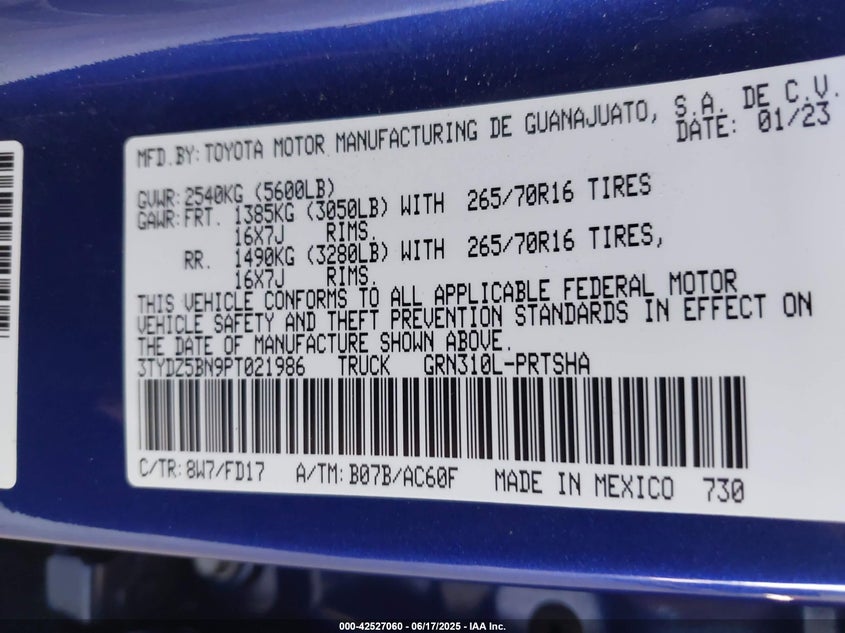 MFD.BY: TOYOTA MOTOR MANUFACTURING DE GUANAJUATO, S.A. DE C.V.
DATE: 01/23
GVWR: 2540KG (5600LB)
GAWR: FRT. 1385KG (3050LB) WITH 265/70R16 TIRES
16X7J RIMS,
RR. 1490KG (3280LB) WITH 265/70R16 TIRES,
16X7J RIMS.
THIS VEHICLE CONFORMS TO ALL APPLICABLE FEDERAL MOTOR
VEHICLE SAFETY AND THEFT PREVENTION STANDARDS IN EFFECT ON
THE DATE OF MANUFACTURE SHOWN ABOVE.
3TYDZ5BN9PT021986 TRUCK GRN310L-PRTSHA
C/TR: 8W7/FD17 A/TM: B07B/AC60F MADE IN MEXICO 730
000-42527060 - 06/17/2025 - IAA Inc.